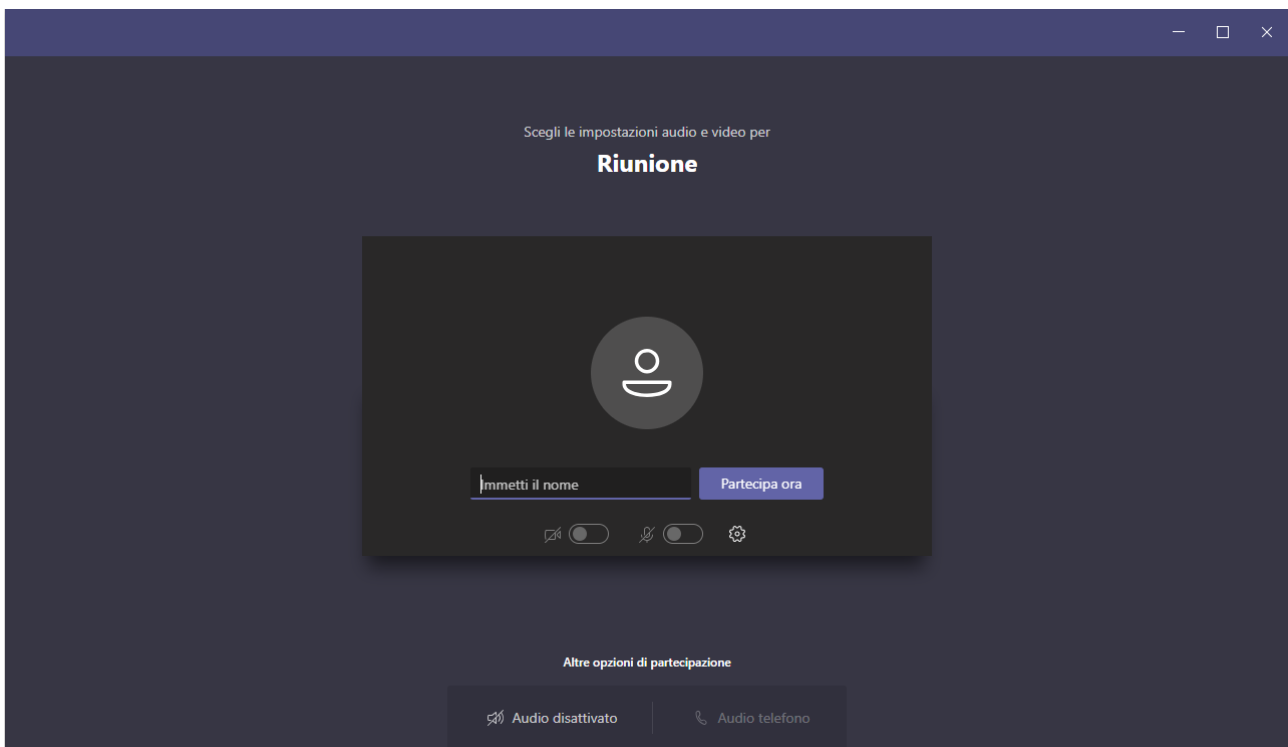 Scegli le impostazioni audio e video per
Riunione
Immetti il nome
Partecipa ora
Altre opzioni di partecipazione
Audio disattivato
Audio telefono